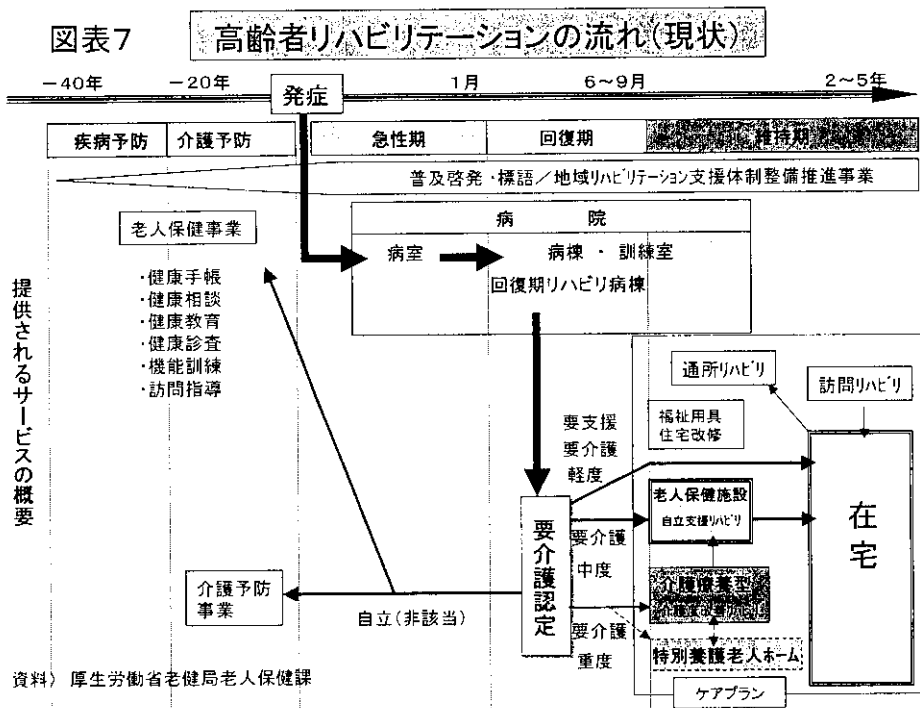 図表7
高齢者リハビリテーションの流れ(現状)
-40年
-20年
発症
1月
6~9月
2~5年
疾病予防
介護予防
急性期
回復期
維持期
普及啓発・標語/地域リハビリテーション支援体制整備推進事業
病 院
病室
病棟・訓練室
回復期リハビリ病棟
老人保健事業
・健康手帳
・健康相談
・健康教育
・健康診査
・機能訓練
・訪問指導
提供されるサービスの概要
通所リハビリ
訪問リハビリ
福祉用具
住宅改修
要支援
要介護
軽度
老人保健施設
自立支援リハビリ
在宅
要介護認定
要介護
中度
介護療養型
介護予防
事業
自立(非該当)
要介護
重度
特別養護老人ホーム
ケアプラン
資料) 厚生労働省老健局老人保健課